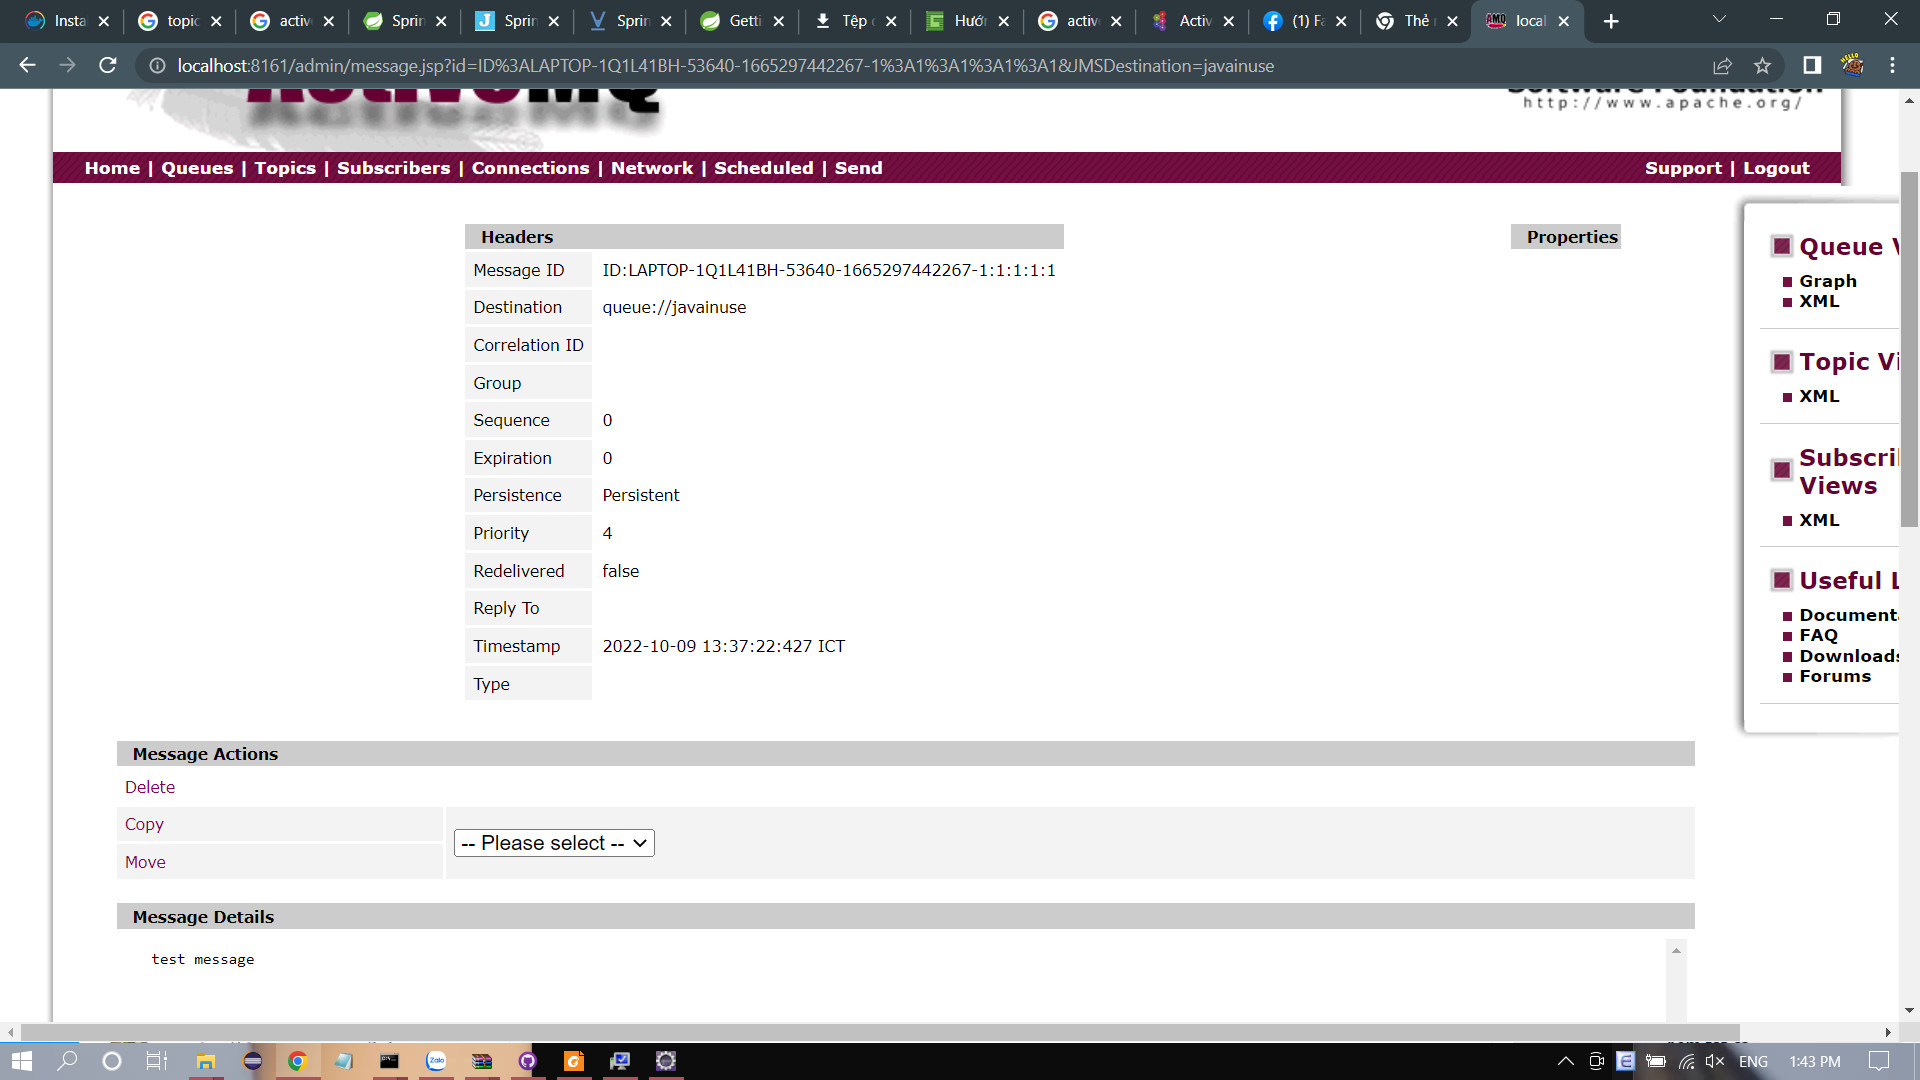 Insta
topic
active
Sprin
Sprin
Sprin
Getti
Tệp
Hướn
active
Activ
(1) Fa
Thẻ
local
localhost:8161/admin/message.jsp?id=ID%3ALAPTOP-1Q1L41BH-53640-1665297442267-1%3A1%3A1%3A1%3A1&JMSDestination=javainuse
ActiveMQ
Software Foundation
http://www.apache.org/
Home | Queues | Topics | Subscribers | Connections | Network | Scheduled | Send
Support | Logout
Headers
Message ID ID:LAPTOP-1Q1L41BH-53640-1665297442267-1:1:1:1:1
Destination queue://javainuse
Correlation ID
Group
Sequence 0
Expiration 0
Persistence Persistent
Priority 4
Redelivered false
Reply To
Timestamp 2022-10-09 13:37:22:427 ICT
Type
Properties
Queue V
Graph
XML
Topic Vi
XML
Subscri
Views
XML
Useful L
Document
FAQ
Downloads
Forums
Message Actions
Delete
Copy
Move
-- Please select --
Message Details
test message
ENG 1:43 PM